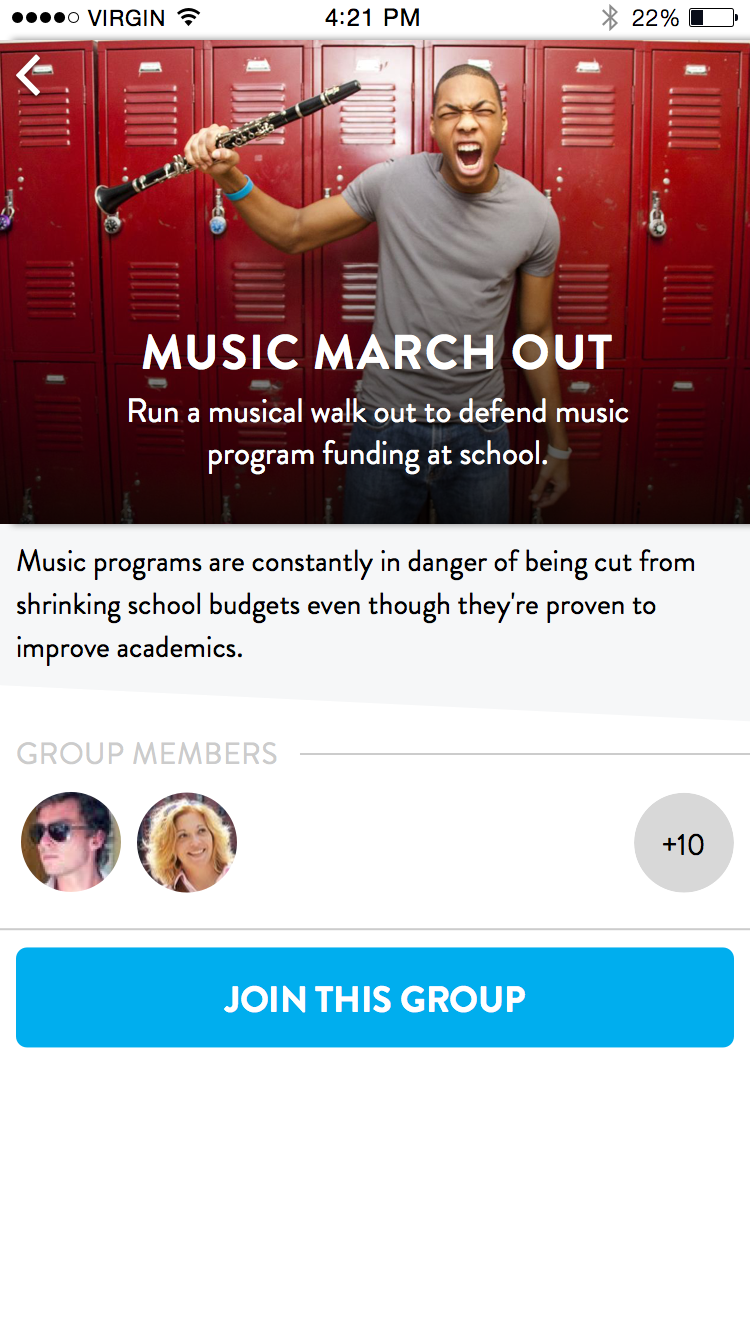 VIRGIN 4:21 PM 22%
MUSIC MARCH OUT
Run a musical walk out to defend music
program funding at school.
Music programs are constantly in danger of being cut from
shrinking school budgets even though they're proven to
improve academics.
GROUP MEMBERS
+10
JOIN THIS GROUP